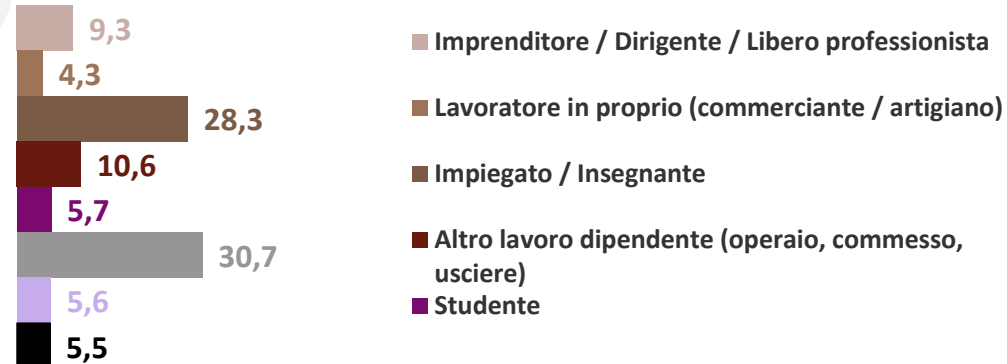 9,3
4,3
28,3
10,6
5,7
30,7
5,6
5,5
Imprenditore / Dirigente / Libero professionista
Lavoratore in proprio (commerciante / artigiano)
Impiegato / Insegnante
Altro lavoro dipendente (operaio, commesso,
usciere)
Studente